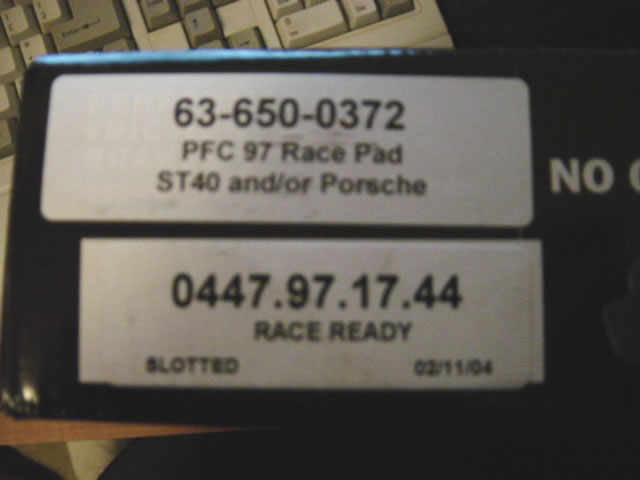 63-650-0372
PFC 97 Race Pad
ST40 and/or Porsche
NO
0447.97.17.44
RACE READY
SLOTTED 02/11/04
Enter